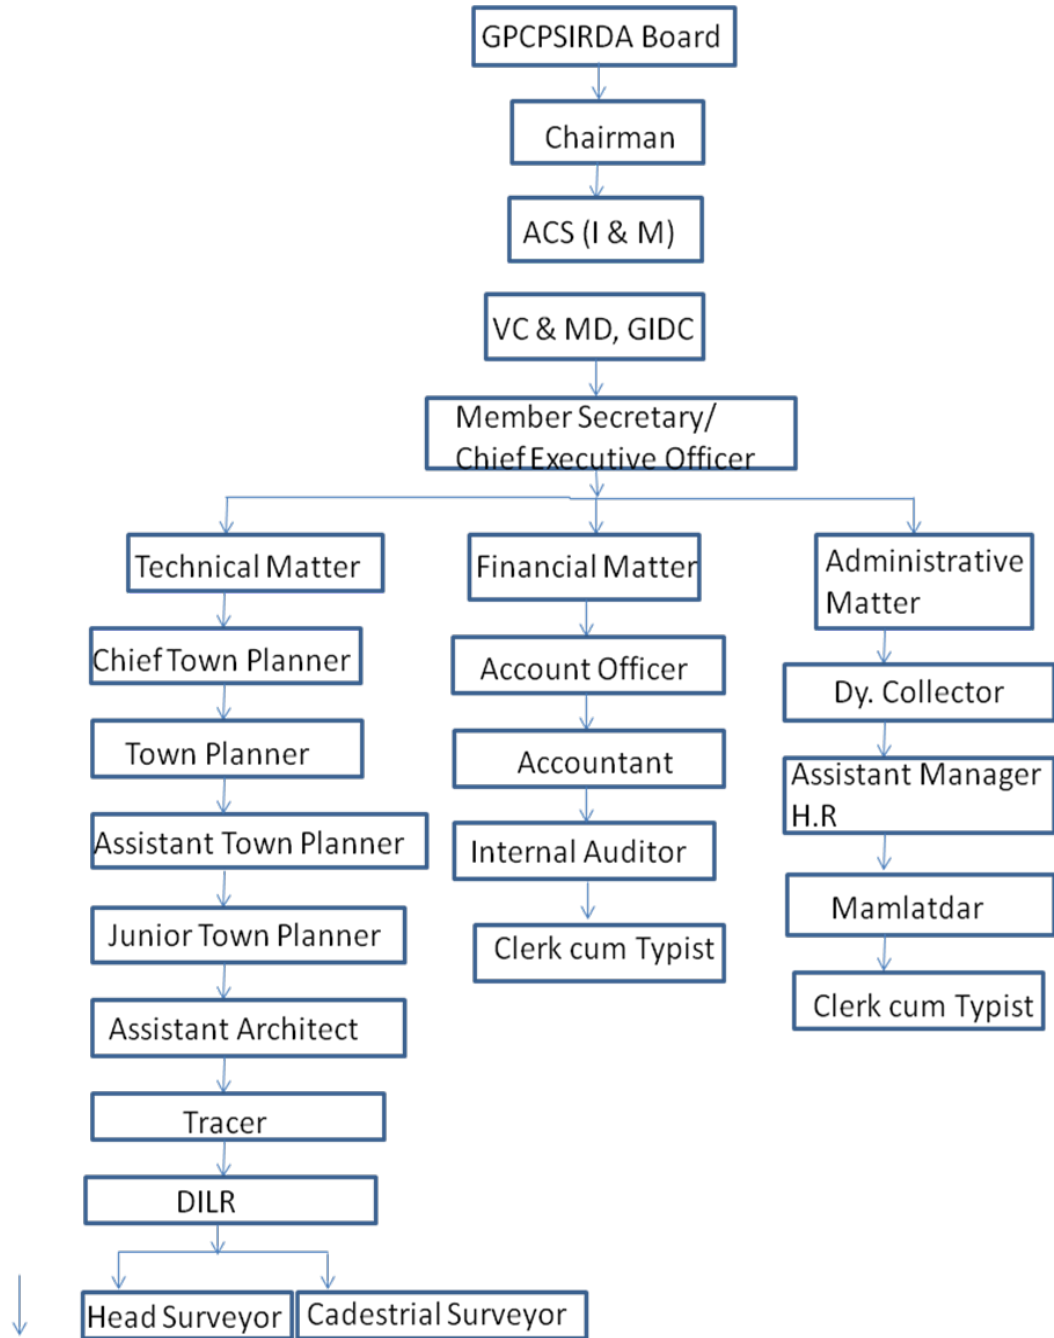 GPCPSIRDA Board
Chairman
ACS (I & M)
VC & MD, GIDC
Member Secretary/
Chief Executive Officer
Technical Matter
Chief Town Planner
Town Planner
Assistant Town Planner
Junior Town Planner
Assistant Architect
Tracer
DILR
Head Surveyor
Cadestrial Surveyor
Financial Matter
Account Officer
Accountant
Internal Auditor
Clerk cum Typist
Administrative
Matter
Dy. Collector
Assistant Manager
H.R
Mamlatdar
Clerk cum Typist